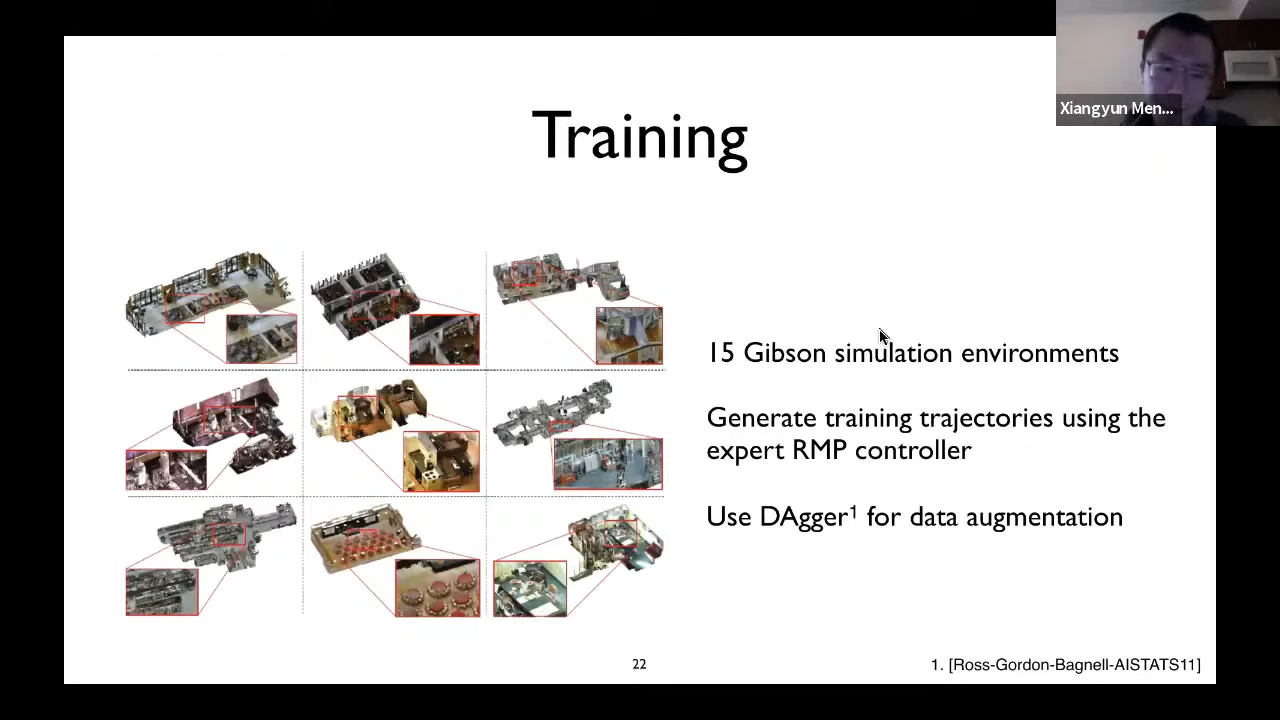 Xiangyun Men...
Training
15 Gibson simulation environments
Generate training trajectories using the
expert RMP controller
Use DAgger¹ for data augmentation
22
1. [Ross-Gordon-Bagnell-AISTATS11]